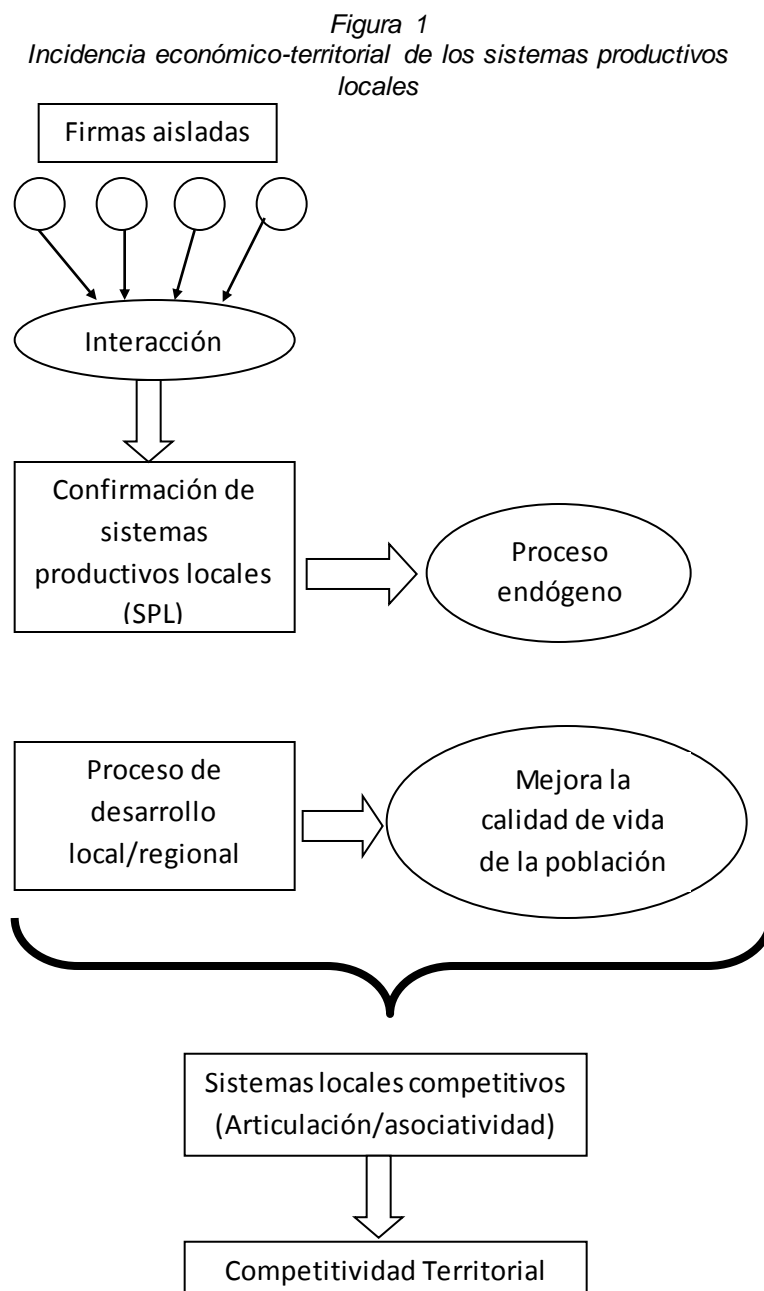 Figura 1
Incidencia económico-territorial de los sistemas productivos
locales
Firmas aisladas
Interacción
Confirmación de
sistemas
productivos locales
(SPL)
Proceso
endógeno
Proceso de
desarrollo
local/regional
Mejora la
calidad de vida
de la población
Sistemas locales competitivos
(Articulación/asociatividad)
Competitividad Territorial